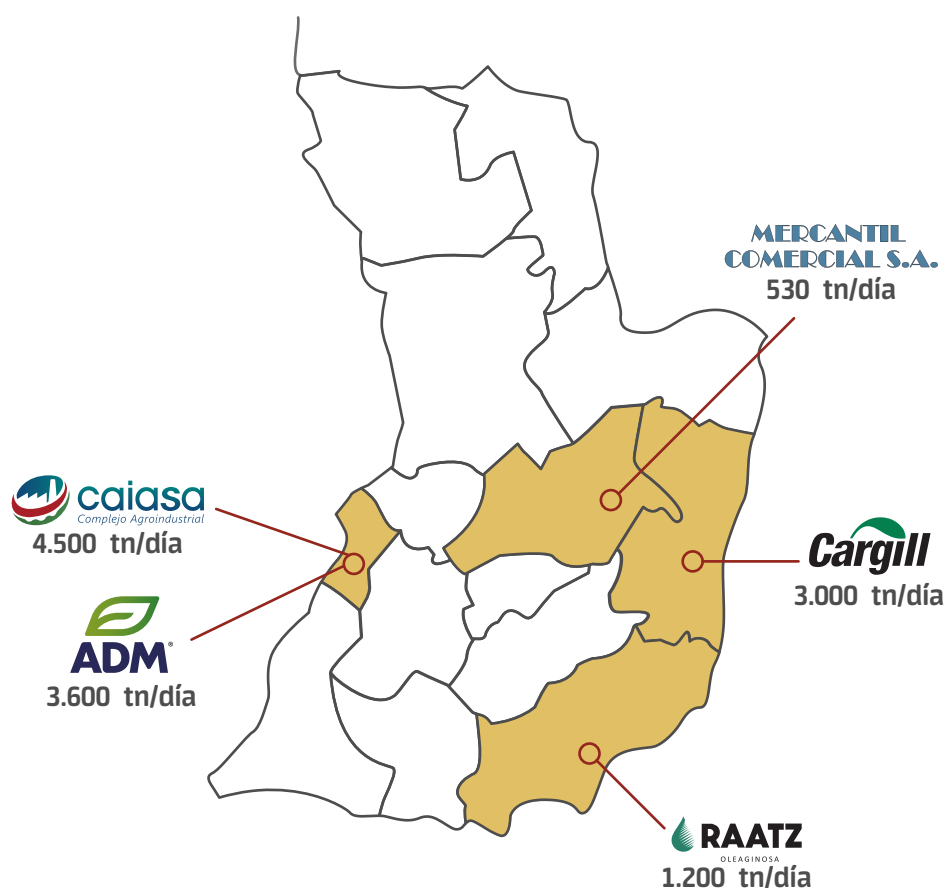 MERCANTIL
COMERCIAL S.A.
530 tn/día
caiasa
Complejo Agroindustrial
4.500 tn/día
Cargill
3.000 tn/día
ADM®
3.600 tn/día
RAATZ
OLEAGINOSA
1.200 tn/día